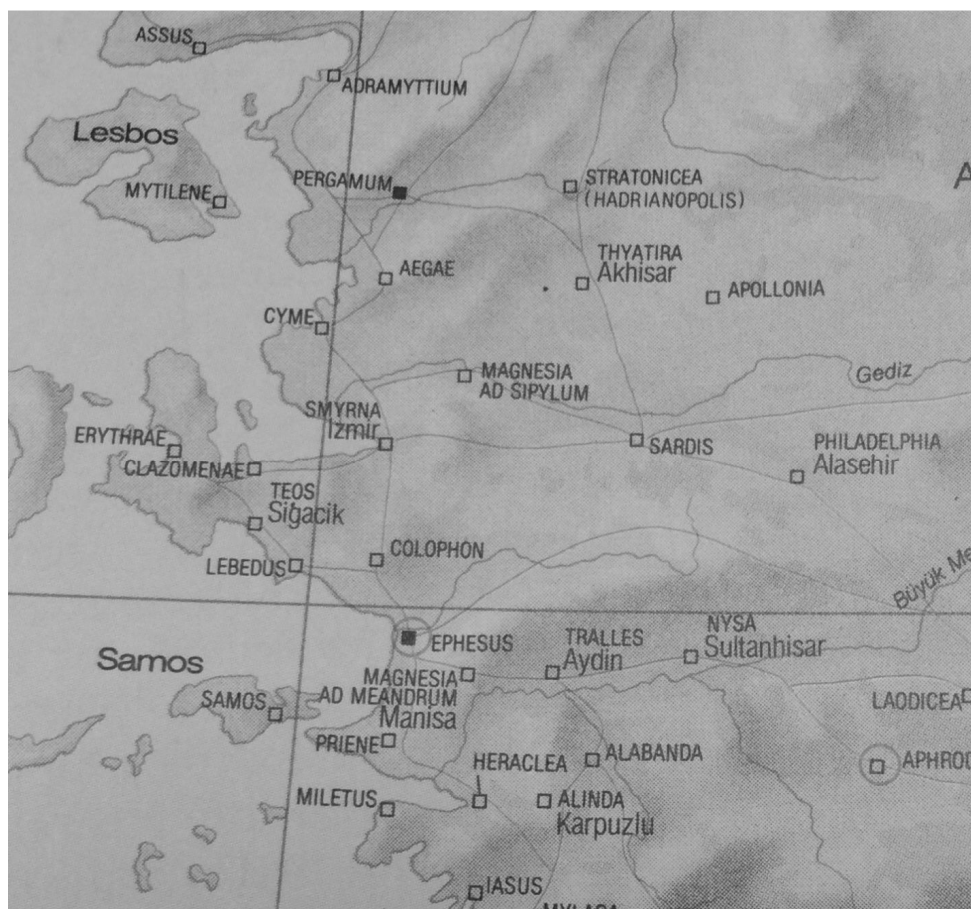 ASSUS
ADRAMYTTIUM
Lesbos
A
PERGAMUM
STRATONICEA
(HADRIANOPOLIS)
MYTILENE
THYATIRA
Akhisar
AEGAE
APOLLONIA
CYME
MAGNESIA
AD SIPYLUM
Gediz
SMYRNA
Izmir
ERYTHRAE
SARDIS
PHILADELPHIA
Alasehir
CLAZOMENAE
TEOS
Sigacik
COLOPHON
LEBEDUS
Büyük Me
EPHESUS
TRALLES
Aydin
NYSA
Sultanhisar
Samos
MAGNESIA
AD MEANDRUM
Manisa
SAMOS
LAODICEA
PRIENE
HERACLEA
ALABANDA
APHROD
MILETUS
ALINDA
Karpuzlu
IASUS
MYLASA